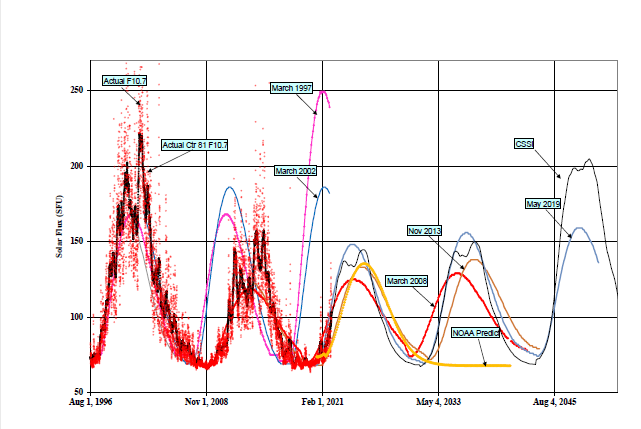 Actual F10.7
Actual Ctr 81 F10.7
March 1997
March 2002
CSSI
May 2019
Nov 2013
March 2008
NOAA Predict
Solar Flux (SFU)
250
200
150
100
50
Aug 1, 1996
Nov 1, 2008
Feb 1, 2021
May 4, 2033
Aug 4, 2045